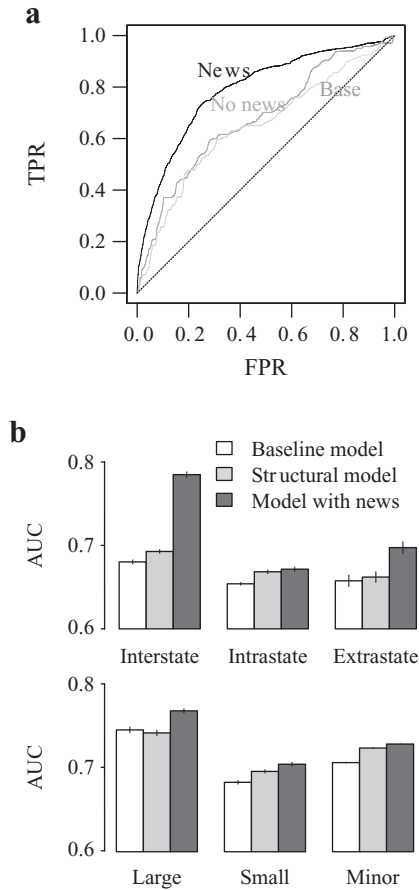 a
1.0
0.8
0.6
0.4
0.2
0.0
TPR
News
No news
Base
0.0 0.2 0.4 0.6 0.8 1.0
FPR
b
Baseline model
Structural model
Model with news
0.8
0.7
0.6
AUC
Interstate Intrastate Extrastate
0.8
0.7
0.6
AUC
Large Small Minor